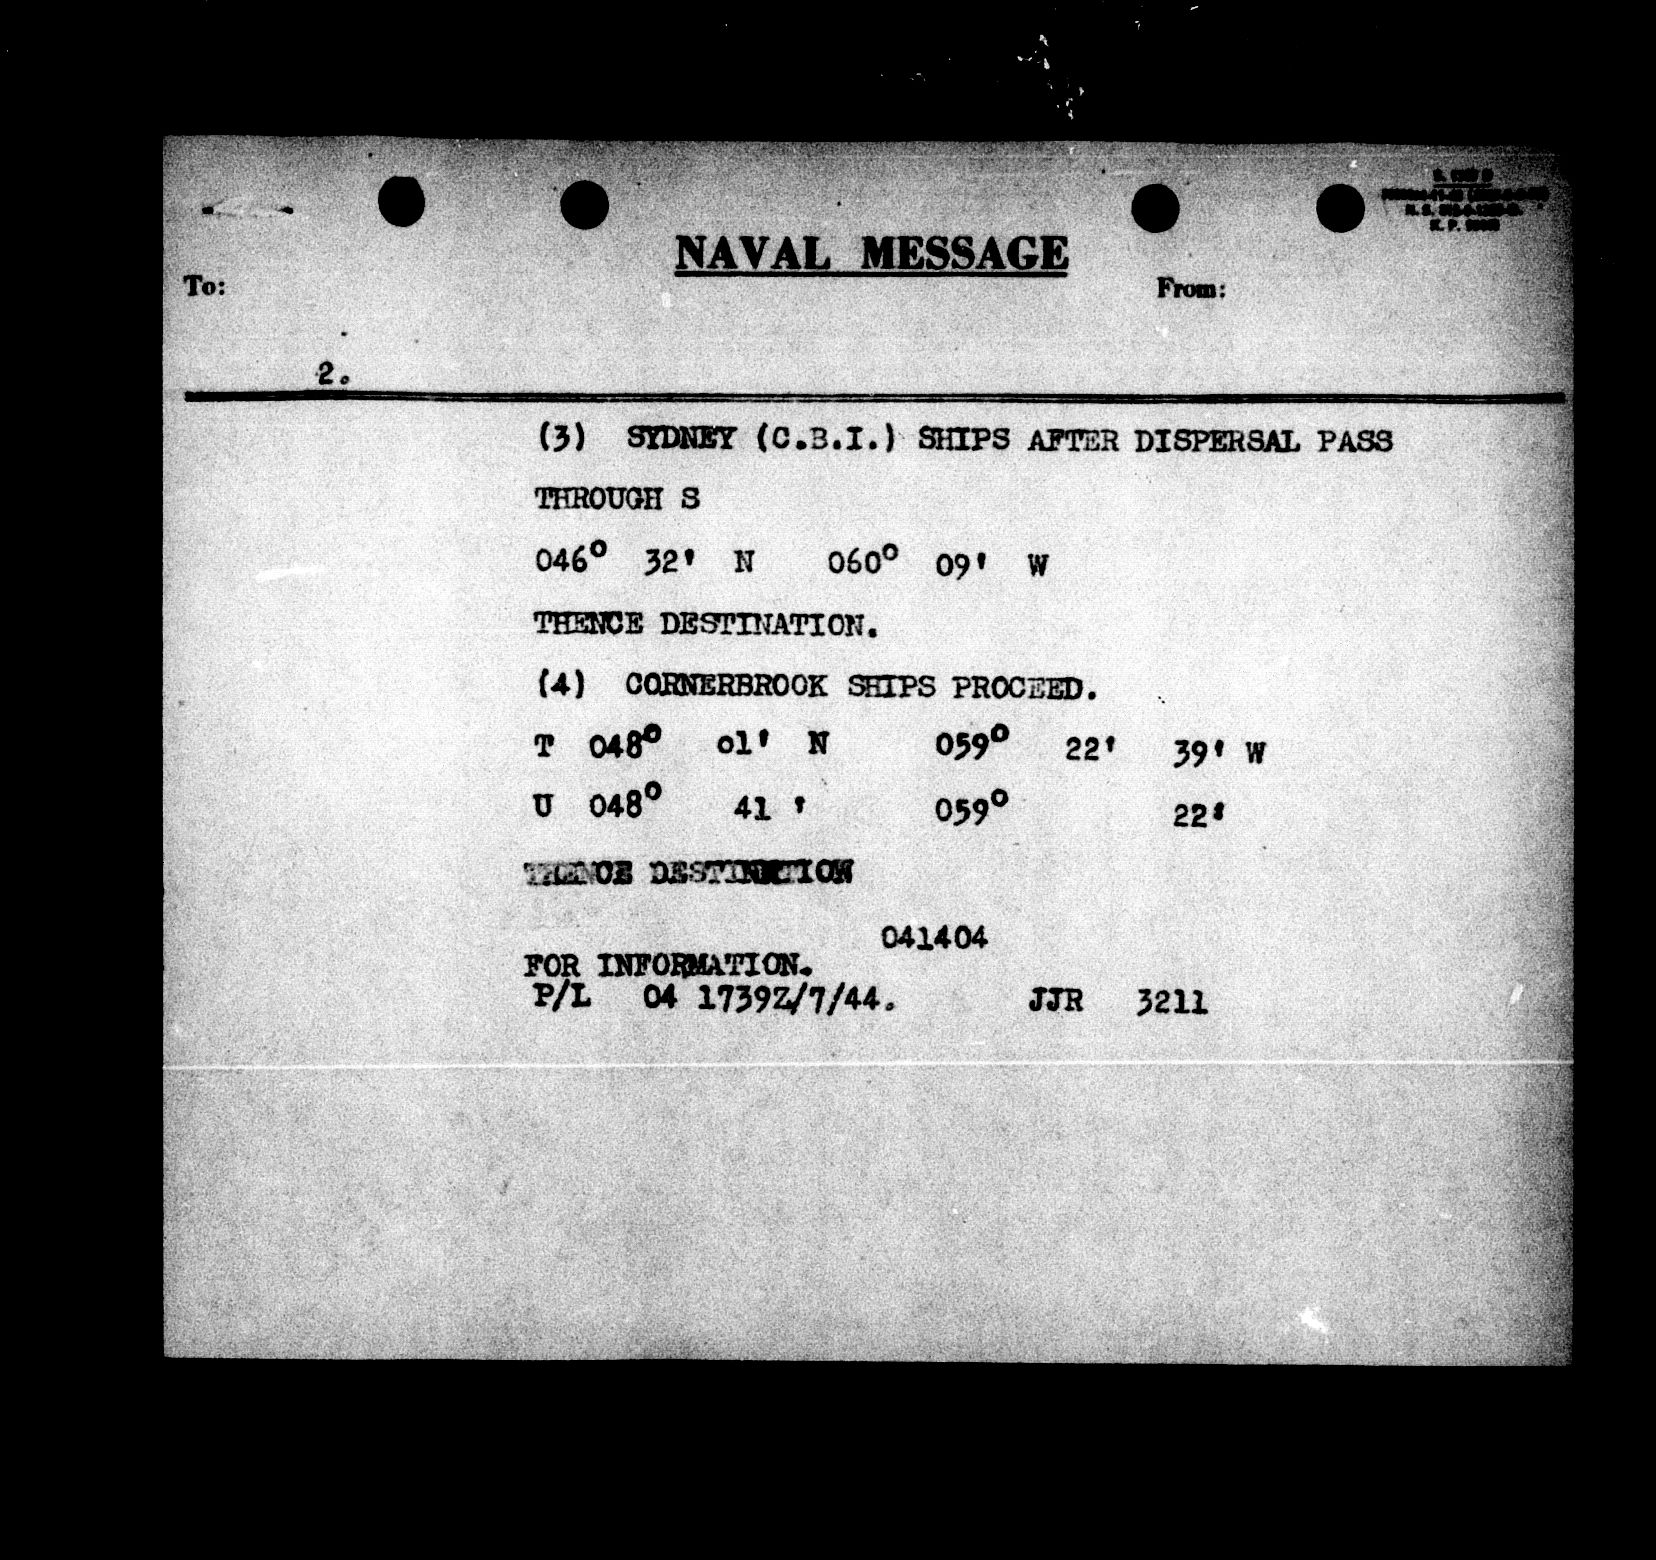 NAVAL MESSAGE
To:
From:
2.
(3) SYDNEY (C.B.I.) SHIPS AFTER DISPERSAL PASS
THROUGH S
046° 32' N 060° 09' W
THENCE DESTINATION.
(4) CORNERBROOK SHIPS PROCEED.
T 048° 01' N 059° 22' 39' W
U 048° 41 ' 059° 22'
THENCE DESTINATION
041404
FOR INFORMATION.
P/L 04 1739Z/7/44. JJR 3211